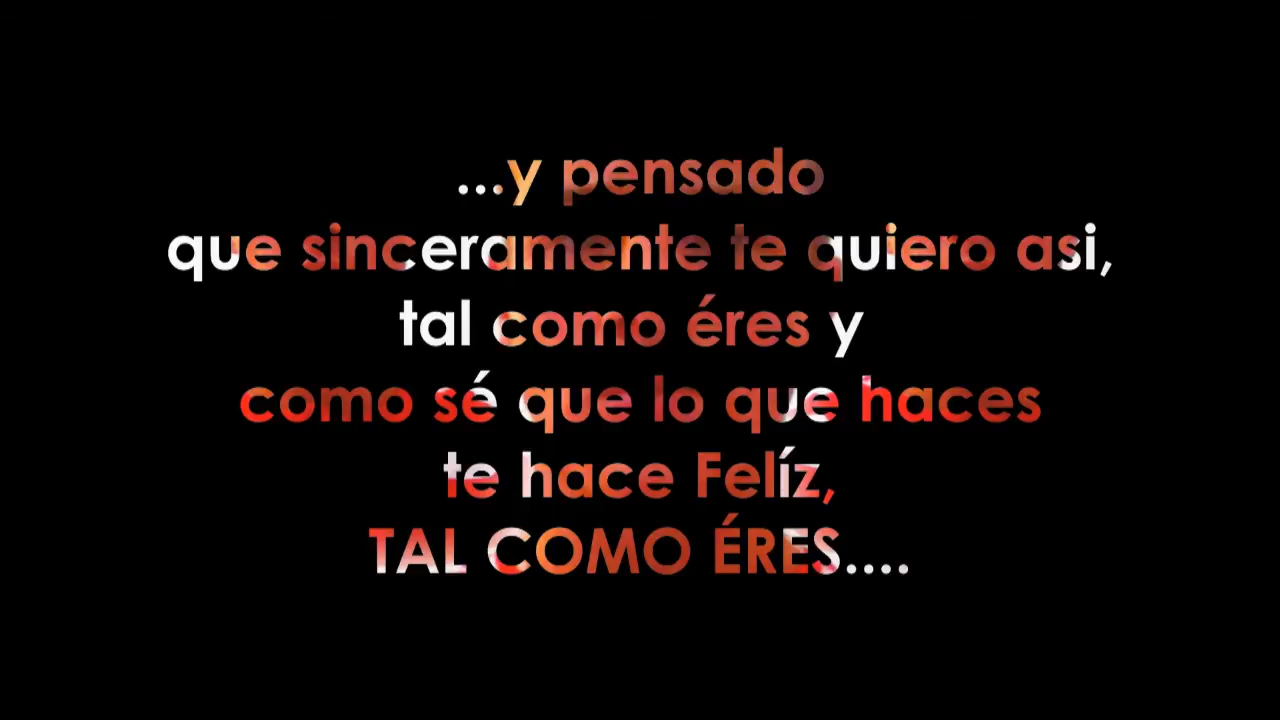 ...y pensado
que sinceramente te quiero asi,
tal como éres y
como sé que lo que haces
te hace Felíz,
TAL COMO ÉRES....